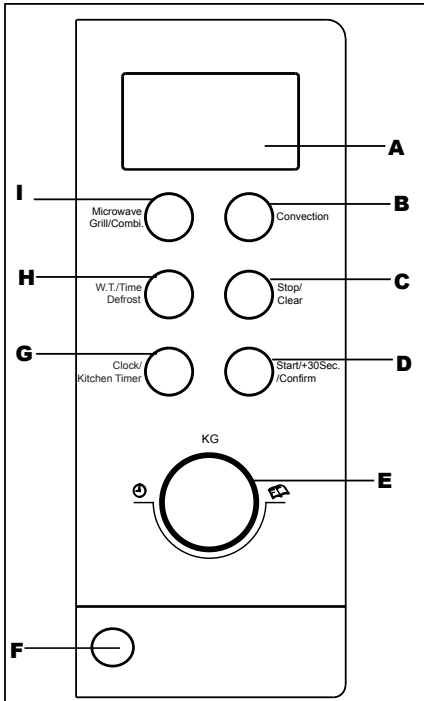 A
I
Microwave
Grill/Combi.
Convection
B
H
W.T./Time
Defrost
Stop/
Clear
C
G
Clock/
Kitchen Timer
Start/+30Sec.
/Confirm
D
KG
E
F